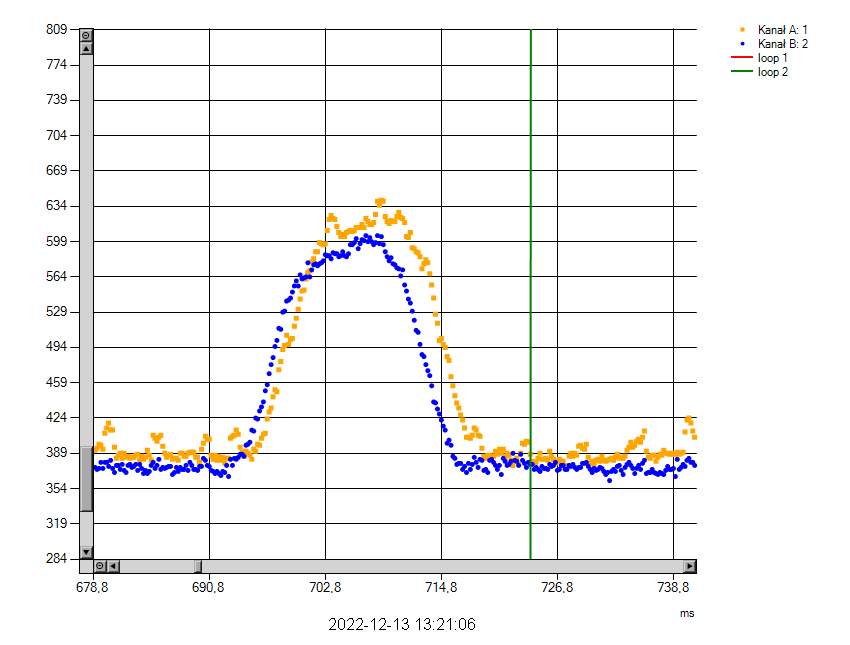 809
774
739
704
669
634
599
564
529
494
459
424
389
354
319
284
678,8 690,8 702,8 714,8 726,8 738,8
ms
2022-12-13 13:21:06
Kanał A: 1
Kanał B: 2
loop 1
loop 2